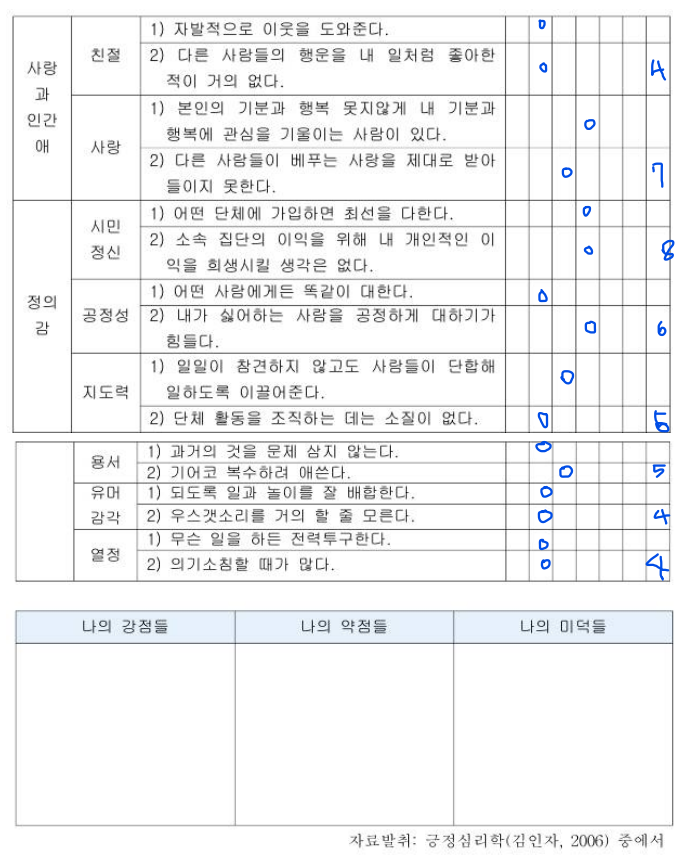 사랑
과
인간
애
친절
1) 자발적으로 이웃을 도와준다.
2) 다른 사람들의 행운을 내 일처럼 좋아한
적이 거의 없다.
4
사랑
1) 본인의 기분과 행복 못지않게 내 기분과
행복에 관심을 기울이는 사람이 있다.
2) 다른 사람들이 베푸는 사랑을 제대로 받아
들이지 못한다.
7
정의
감
시민
정신
1) 어떤 단체에 가입하면 최선을 다한다.
2) 소속 집단의 이익을 위해 내 개인적인 이
익을 희생시킬 생각은 없다.
8
공정성
1) 어떤 사람에게든 똑같이 대한다.
2) 내가 싫어하는 사람을 공정하게 대하기가
힘들다.
6
지도력
1) 일일이 참견하지 않고도 사람들이 단합해
일하도록 이끌어준다.
2) 단체 활동을 조직하는 데는 소질이 없다.
5
용서
1) 과거의 것을 문제 삼지 않는다.
2) 기어코 복수하려 애쓴다.
5
유머
감각
1) 되도록 일과 놀이를 잘 배합한다.
2) 우스갯소리를 거의 할 줄 모른다.
4
열정
1) 무슨 일을 하든 전력투구한다.
2) 의기소침할 때가 많다.
4
나의 강점들
나의 약점들
나의 미덕들
자료발취: 긍정심리학(김인자, 2006) 중에서